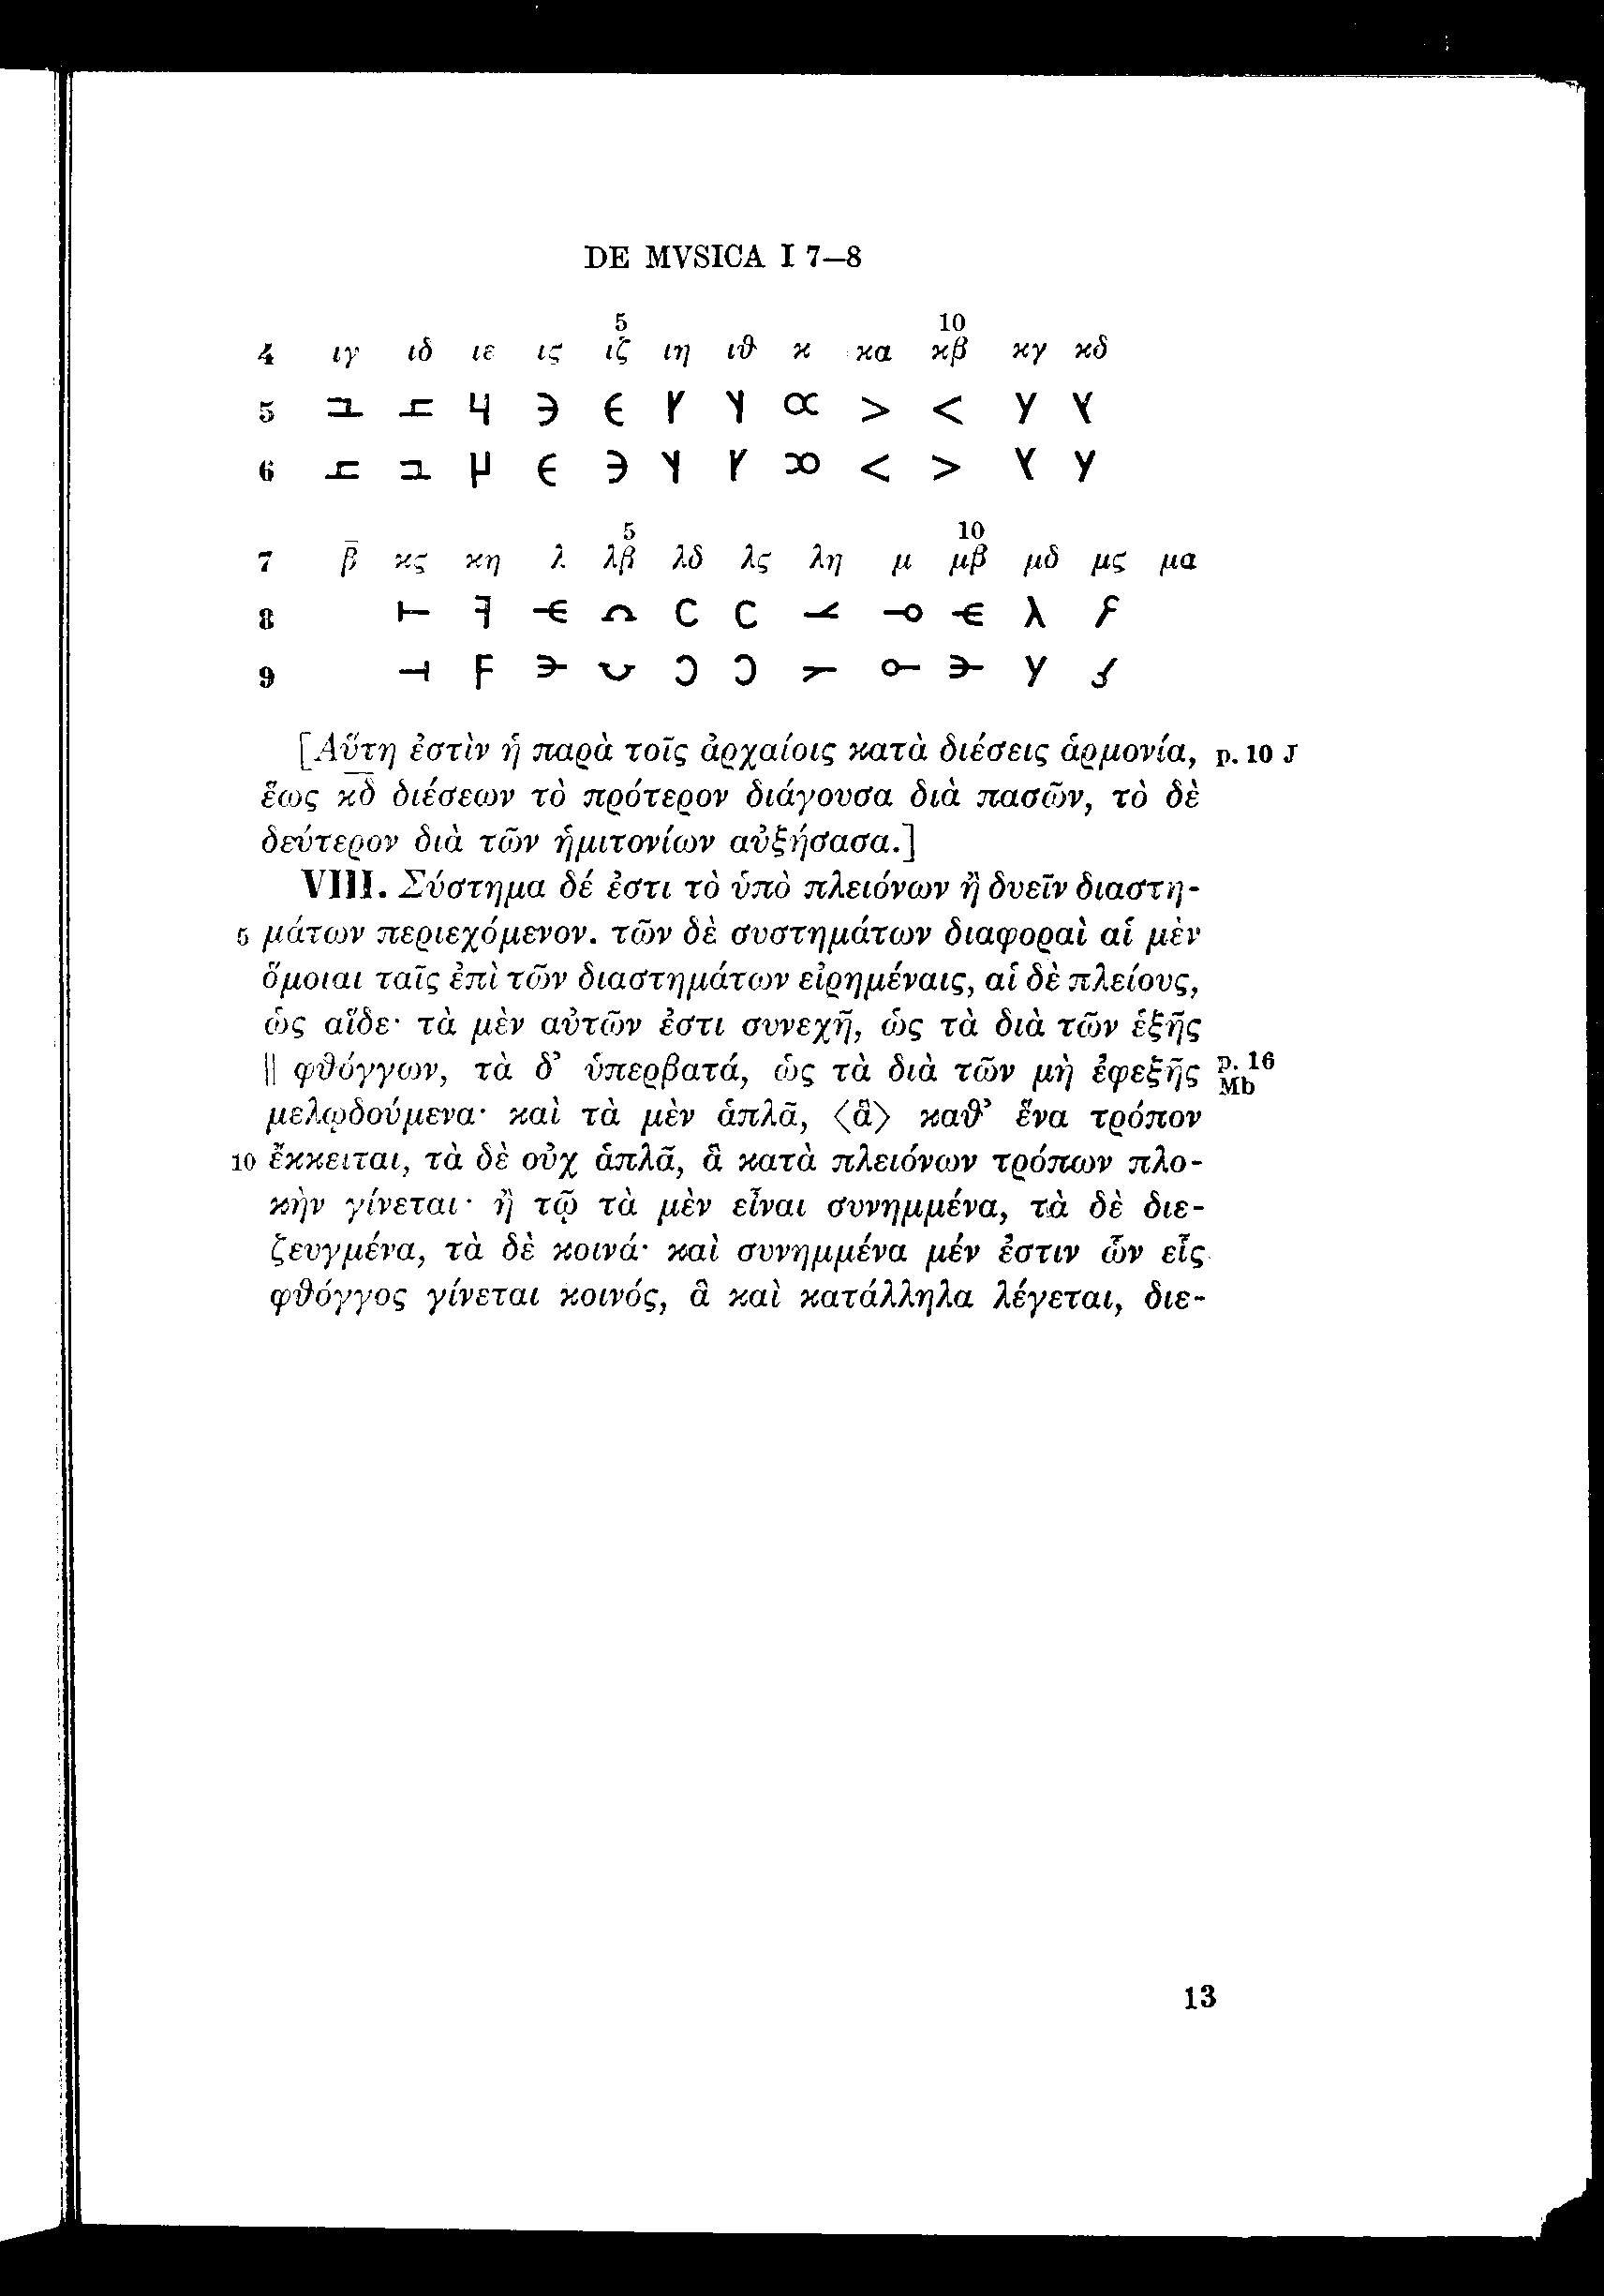 DE MVSICA I 7–8
5 10
4 ιγ ιδ ιε ις ιζ ιη ιϑ κ κα κβ κγ κδ
5 Ч Э Є > < y
6 Є Э < > y
5 10
7 β̄ κς κη λ λβ λδ λς λη μ μβ μδ μς μα
8 C C λ
9 Ͻ Ͻ y
[Αὕτη ἐστὶν ἡ παρὰ τοῖς ἀρχαίοις κατὰ διέσεις ἁρμονία, p. 10 J
ἕως κ̅δ̅ διέσεων τὸ πρότερον διάγουσα διὰ πασῶν, τὸ δὲ
δεύτερον διὰ τῶν ἡμιτονίων αὐξήσασα.]
VIII. Σύστημα δέ ἐστι τὸ ὑπὸ πλειόνων ἢ δυεῖν διαστη-
5 μάτων περιεχόμενον. τῶν δὲ συστημάτων διαφοραὶ αἱ μὲν
ὅμοιαι ταῖς ἐπὶ τῶν διαστημάτων εἰρημέναις, αἱ δὲ πλείους,
ὡς αἵδε· τὰ μὲν αὐτῶν ἐστι συνεχῆ, ὡς τὰ διὰ τῶν ἑξῆς
|| φϑόγγων, τὰ δ’ ὑπερβατά, ὡς τὰ διὰ τῶν μὴ ἐφεξῆς p. 16 Mb
μελῳδούμενα· καὶ τὰ μὲν ἁπλᾶ, ⟨ἃ⟩ καϑ’ ἕνα τρόπον
10 ἔκκειται, τὰ δὲ οὐχ ἁπλᾶ, ἃ κατὰ πλειόνων τρόπων πλο-
κὴν γίνεται· ἢ τῷ τὰ μὲν εἶναι συνημμένα, τὰ δὲ διε-
ζευγμένα, τὰ δὲ κοινά· καὶ συνημμένα μέν ἐστιν ὧν εἷς
φϑόγγος γίνεται κοινός, ἃ καὶ κατάλληλα λέγεται, διε-
13